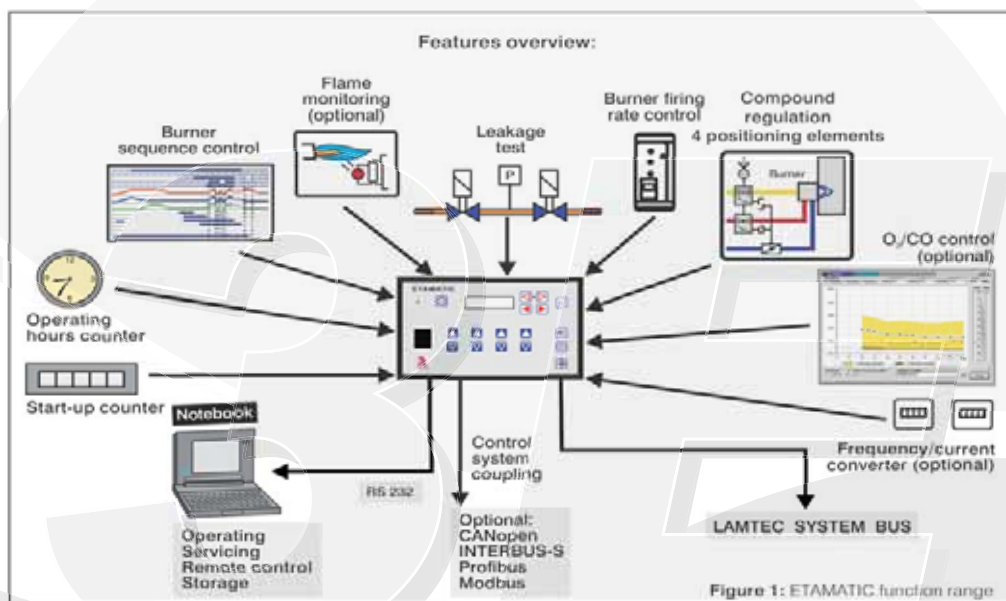 Features overview:
Flame
monitoring
(optional)
Burner
sequence control
Leakage
test
Burner firing
rate control
Compound
regulation
4 positioning elements
P
Burner
O₂/CO control
(optional)
ETAMATIC
12
Operating
hours counter
Start-up counter
Notebook
RS 232
Control
system
coupling
Frequency/current
converter (optional)
Operating
Servicing
Remote control
Storage
Optional:
CANopen
INTERBUS-S
Profibus
Modbus
LAMTEC SYSTEM BUS
Figure 1: ETAMATIC function range